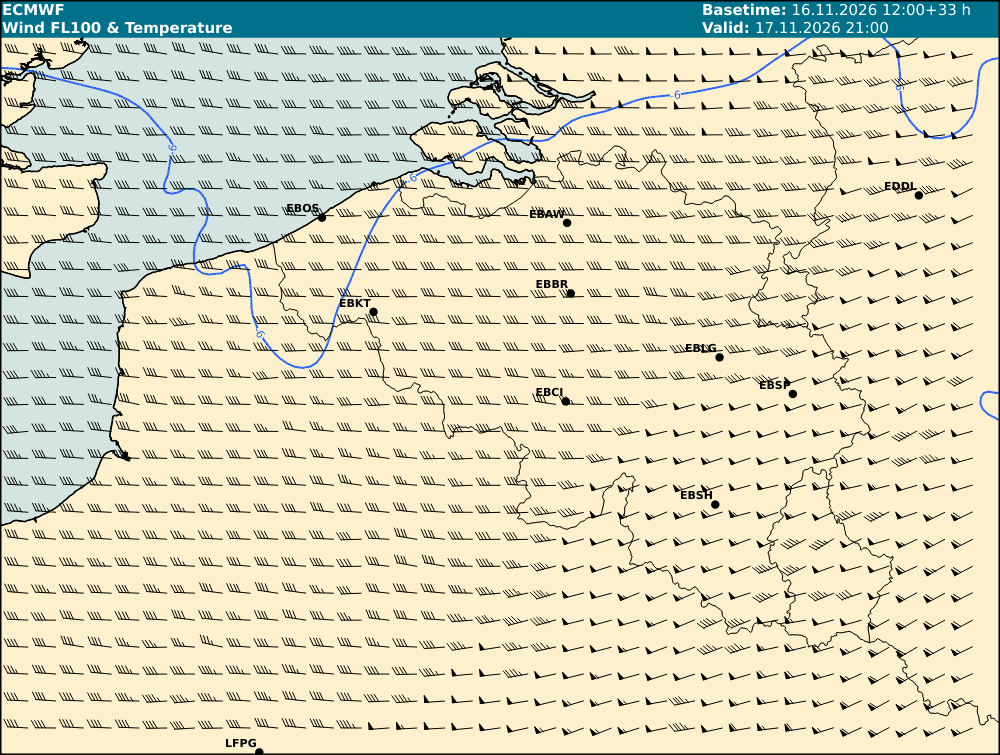 ECMWF
Basetime: 16.11.2026 12:00+33 h
Wind FL100 & Temperature
Valid: 17.11.2026 21:00
-6
-6
-6
-6
EDDL
EBOS
EBAW
EBBR
EBKT
-6
EBLG
EBSP
EBCI
EBSH
LFPG